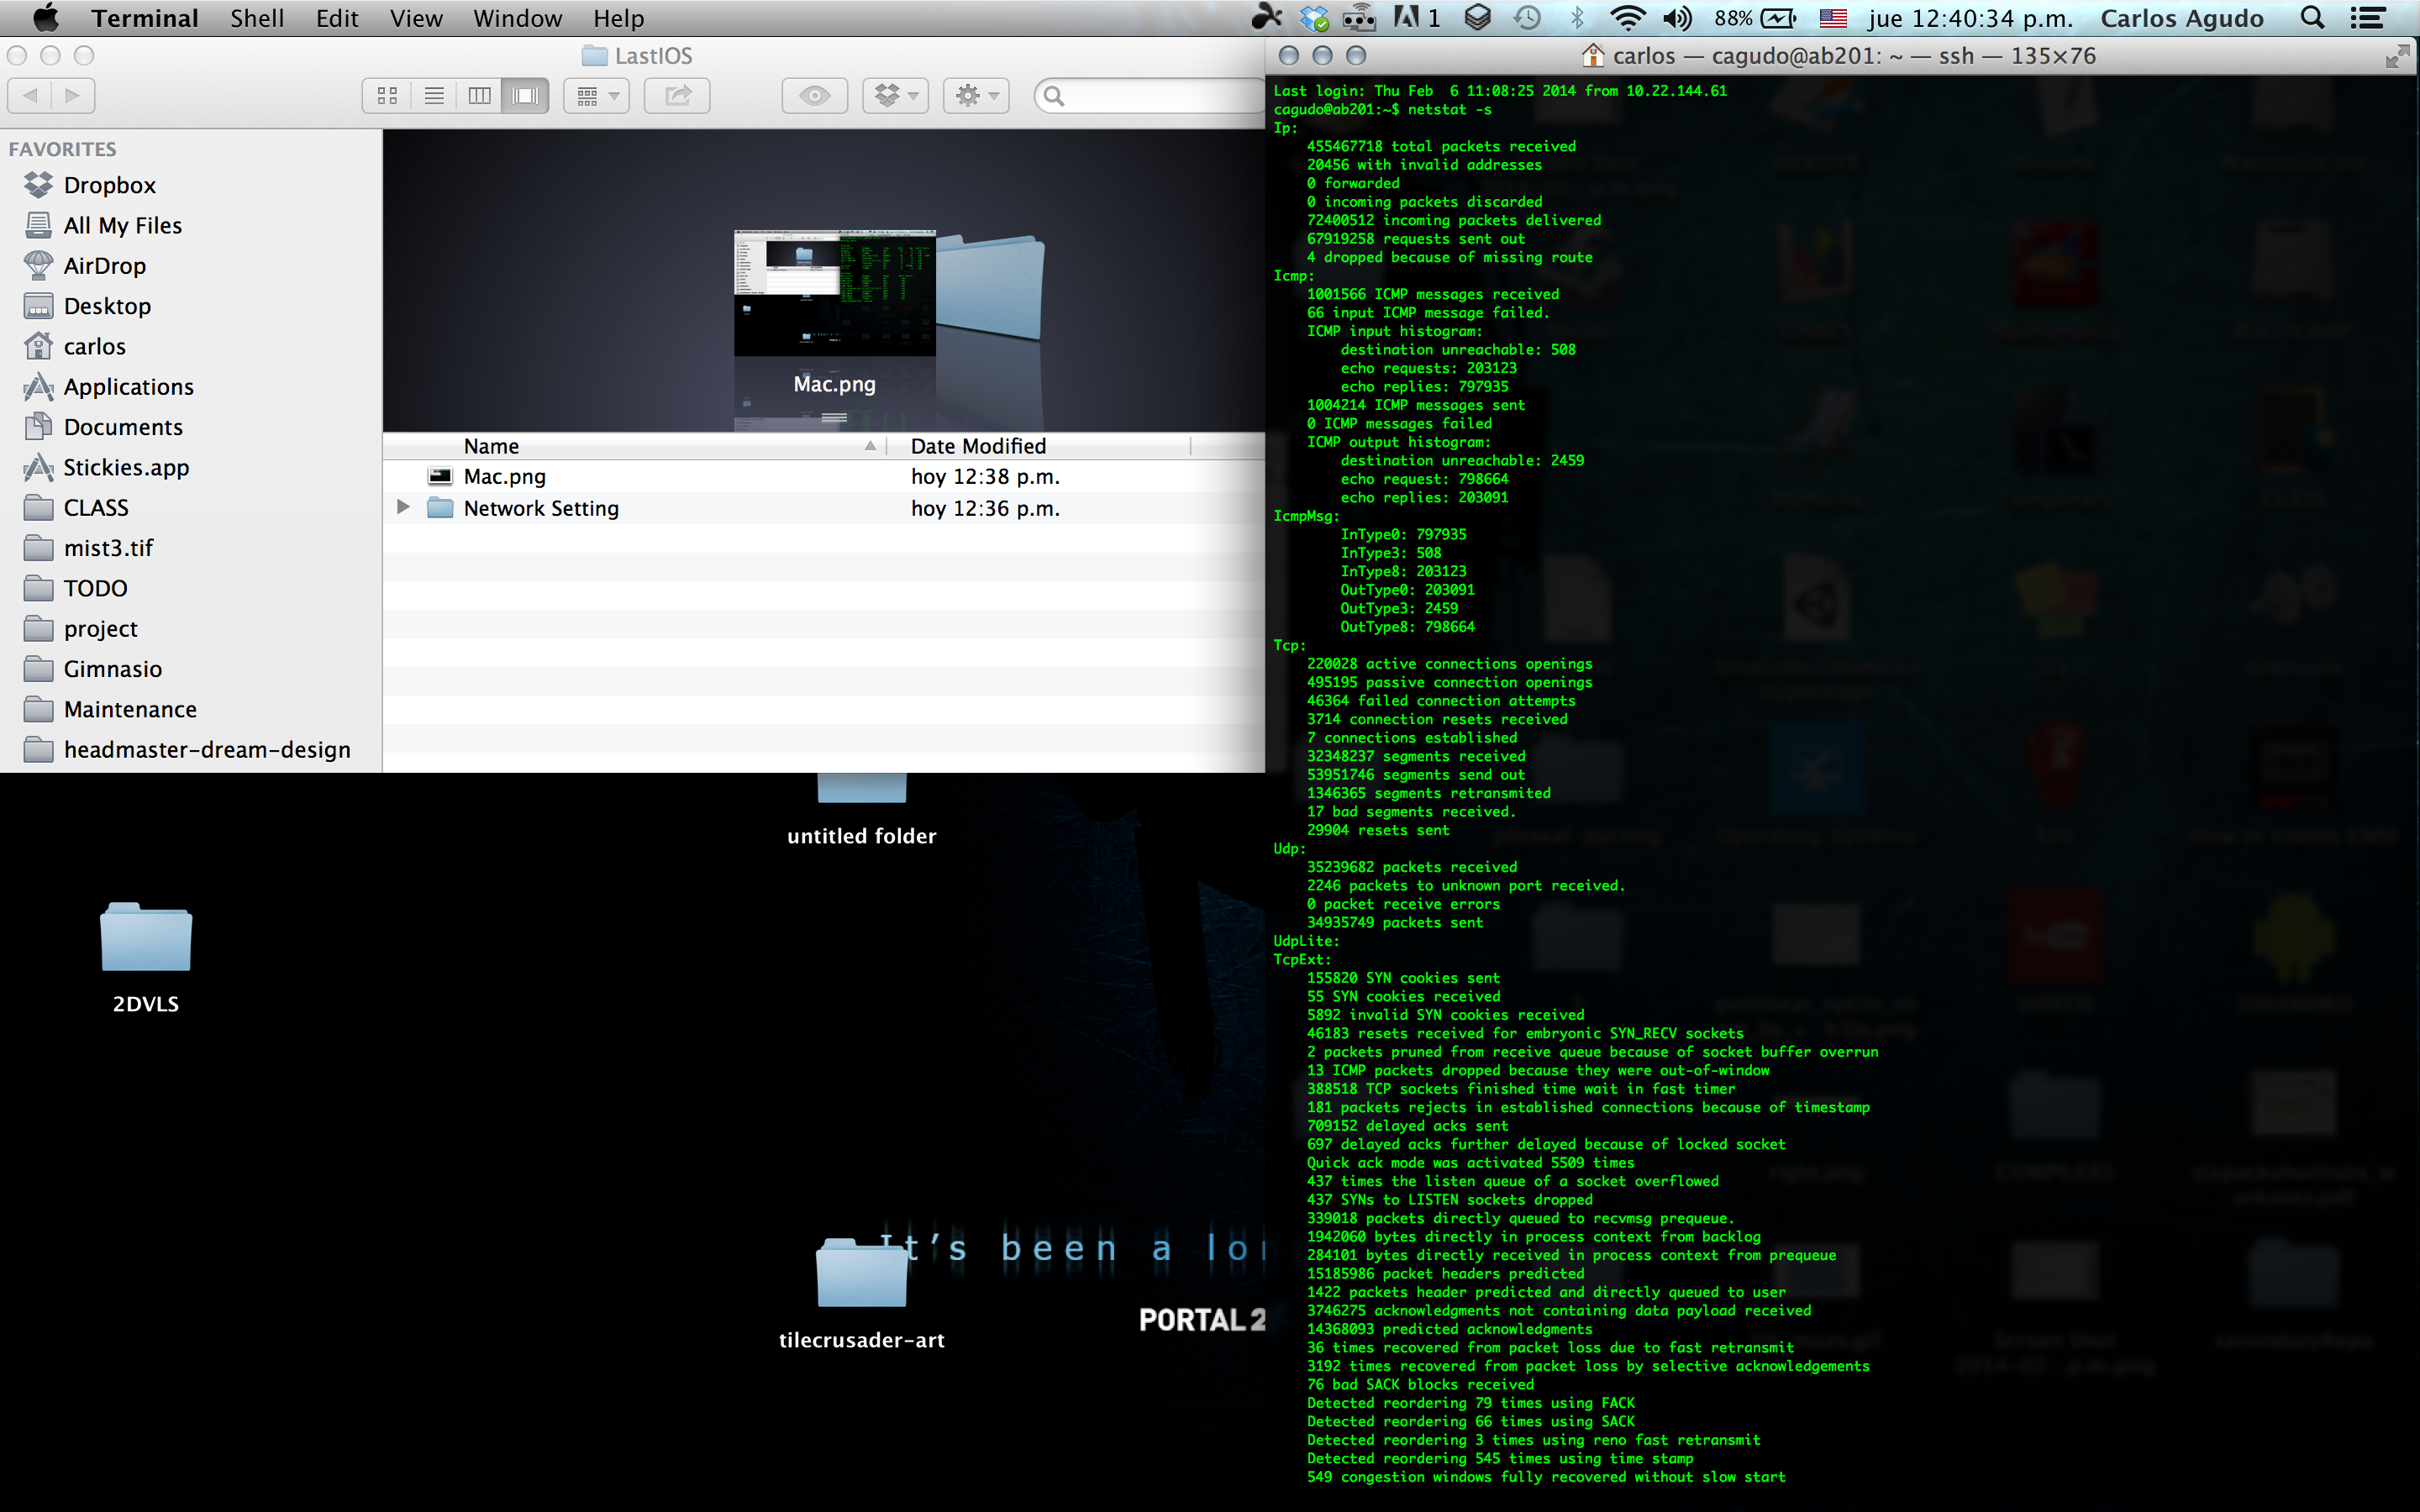 Terminal Shell Edit View Window Help
1 88% jue 12:40:34 p.m. Carlos Agudo
LastIOS
FAVORITES
Dropbox
All My Files
AirDrop
Desktop
carlos
Applications
Documents
Stickies.app
CLASS
mist3.tif
TODO
project
Gimnasio
Maintenance
headmaster-dream-design
Mac.png
Name Date Modified
Mac.png hoy 12:38 p.m.
Network Setting hoy 12:36 p.m.
untitled folder
2DVLS
It's been a lon
tilecrusader-art
PORTAL 2
carlos — cagudo@ab201: ~ — ssh — 135×76
Last login: Thu Feb  6 11:08:25 2014 from 10.22.144.61
cagudo@ab201:~$ netstat -s
Ip:
455467718 total packets received
20456 with invalid addresses
0 forwarded
0 incoming packets discarded
72400512 incoming packets delivered
67919258 requests sent out
4 dropped because of missing route
Icmp:
1001566 ICMP messages received
66 input ICMP message failed.
ICMP input histogram:
destination unreachable: 508
echo requests: 203123
echo replies: 797935
1004214 ICMP messages sent
0 ICMP messages failed
ICMP output histogram:
destination unreachable: 2459
echo request: 798664
echo replies: 203091
IcmpMsg:
InType0: 797935
InType3: 508
InType8: 203123
OutType0: 203091
OutType3: 2459
OutType8: 798664
Tcp:
220028 active connections openings
495195 passive connection openings
46364 failed connection attempts
3714 connection resets received
7 connections established
32348237 segments received
53951746 segments send out
1346365 segments retransmited
17 bad segments received.
29904 resets sent
Udp:
35239682 packets received
2246 packets to unknown port received.
0 packet receive errors
34935749 packets sent
UdpLite:
TcpExt:
155820 SYN cookies sent
55 SYN cookies received
5892 invalid SYN cookies received
46183 resets received for embryonic SYN_RECV sockets
2 packets pruned from receive queue because of socket buffer overrun
13 ICMP packets dropped because they were out-of-window
388518 TCP sockets finished time wait in fast timer
181 packets rejects in established connections because of timestamp
709152 delayed acks sent
697 delayed acks further delayed because of locked socket
Quick ack mode was activated 5509 times
437 times the listen queue of a socket overflowed
437 SYNs to LISTEN sockets dropped
339018 packets directly queued to recvmsg prequeue.
1942060 bytes directly in process context from backlog
284101 bytes directly received in process context from prequeue
15185986 packet headers predicted
1422 packets header predicted and directly queued to user
3746275 acknowledgments not containing data payload received
14368093 predicted acknowledgments
36 times recovered from packet loss due to fast retransmit
3192 times recovered from packet loss by selective acknowledgements
76 bad SACK blocks received
Detected reordering 79 times using FACK
Detected reordering 66 times using SACK
Detected reordering 3 times using reno fast retransmit
Detected reordering 545 times using time stamp
549 congestion windows fully recovered without slow start